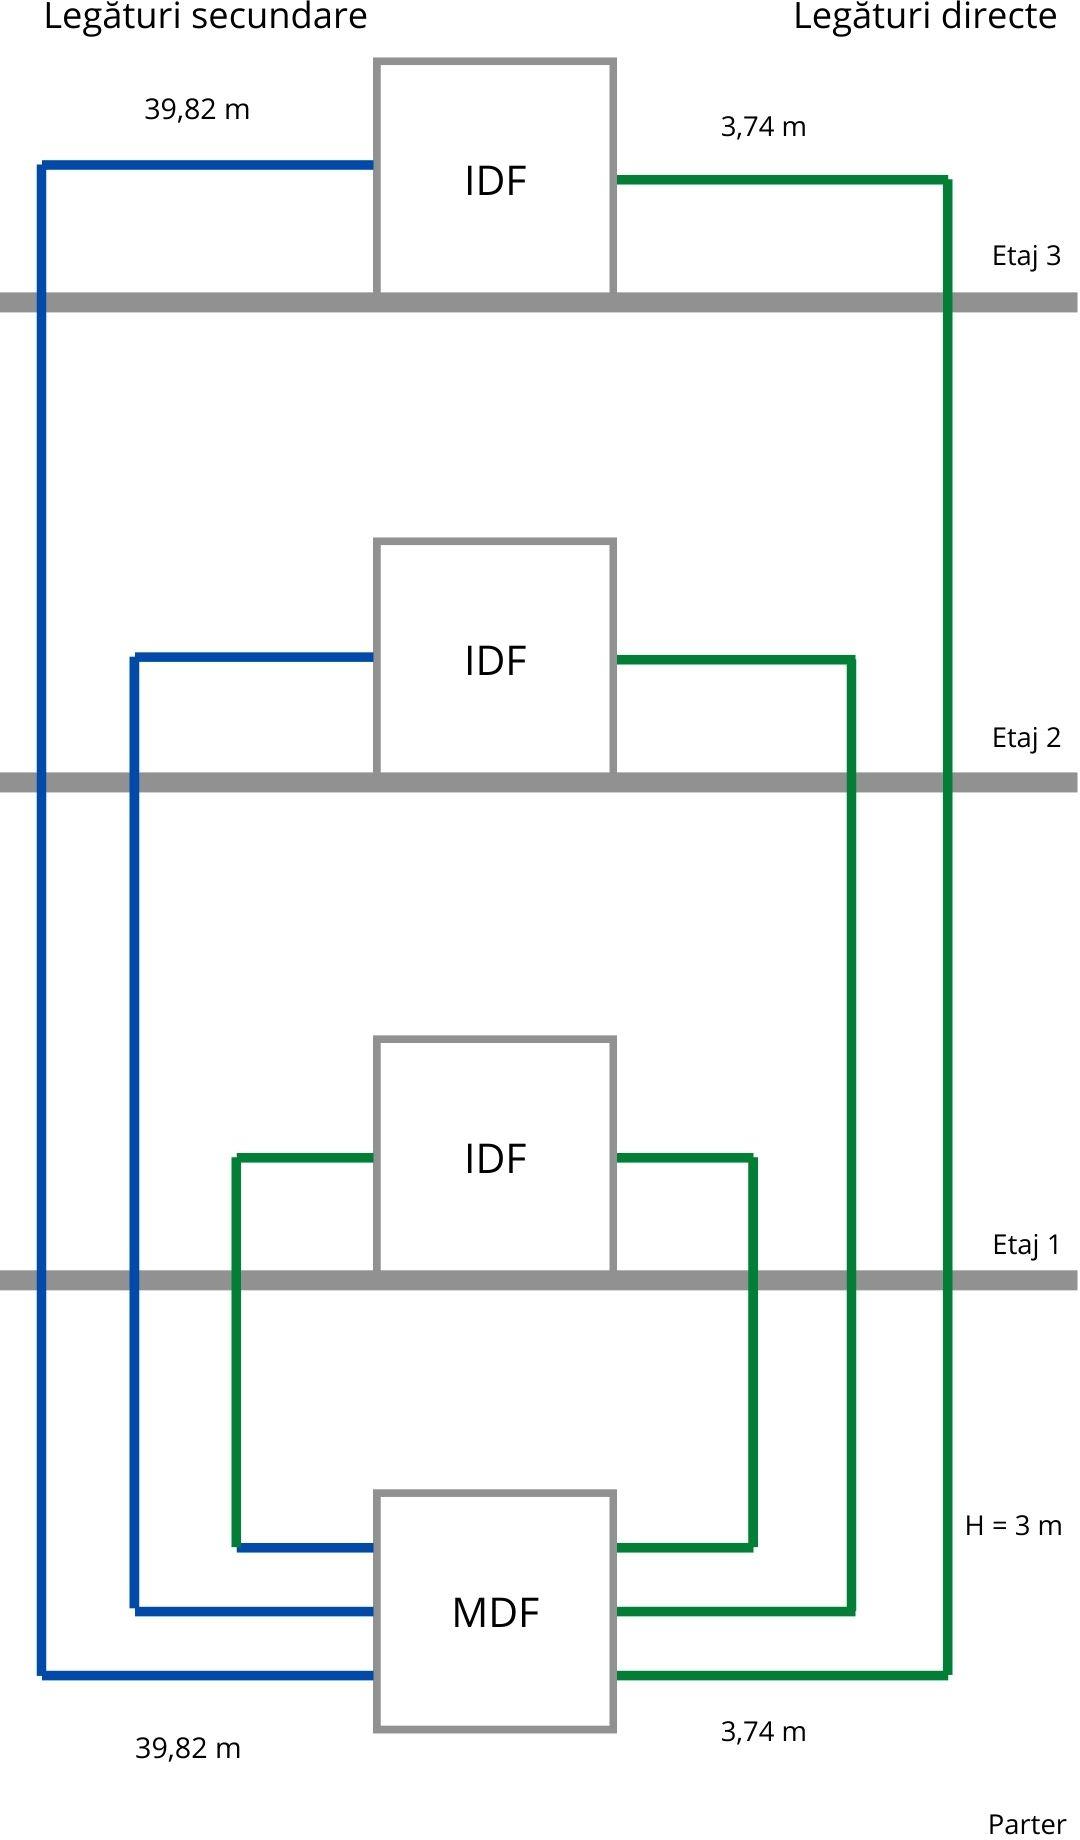 Legături secundare
Legături directe
39,82 m
3,74 m
IDF
Etaj 3
IDF
Etaj 2
IDF
Etaj 1
H = 3 m
MDF
3,74 m
39,82 m
Parter